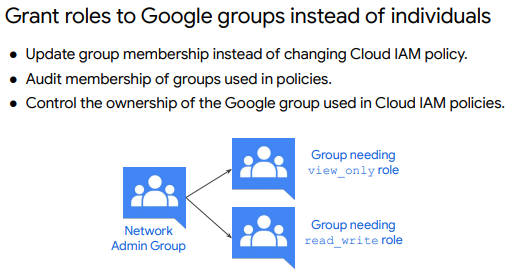 Grant roles to Google groups instead of individuals
● Update group membership instead of changing Cloud IAM policy.
● Audit membership of groups used in policies.
● Control the ownership of the Google group used in Cloud IAM policies.
Group needing
view_only role
Network
Admin Group
Group needing
read_write role